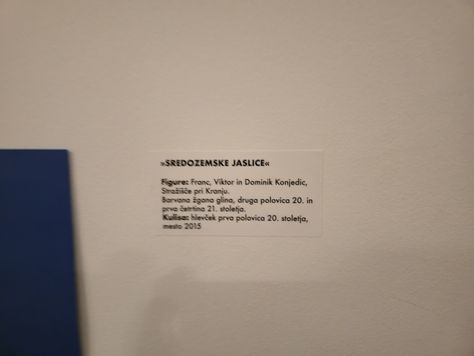 »SREDOZEMSKE JASLICE«
Figure: Franc, Viktor in Dominik Konjedic,
Stražišče pri Kranju.
Barvana žgana glina, druga polovica 20. in
prva četrtina 21. stoletja.
Kulisa: hlevček prva polovica 20. stoletja,
mesto 2015